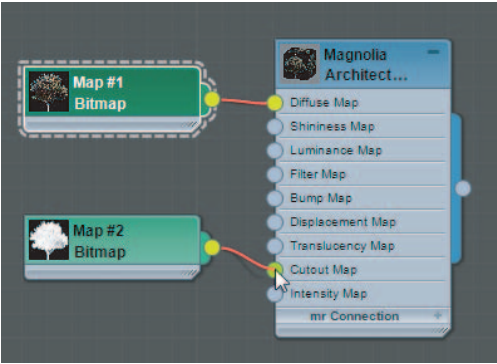 Map #1
Bitmap
Map #2
Bitmap
Magnolia
Architect...
Diffuse Map
Shininess Map
Luminance Map
Filter Map
Bump Map
Displacement Map
Translucency Map
Cutout Map
Intensity Map
mr Connection +